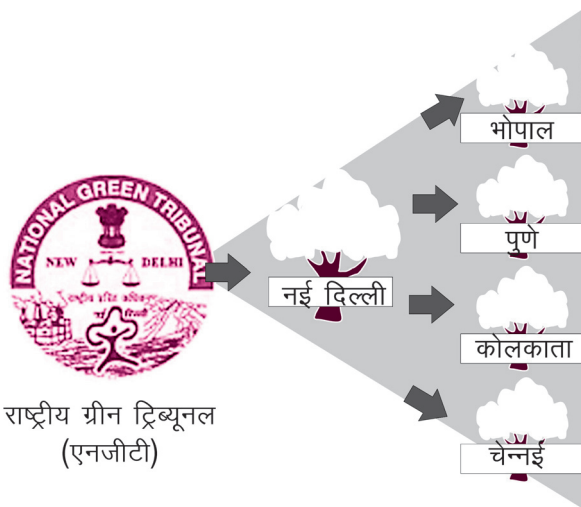 NATIONAL GREEN TRIBUNAL
NEW DELHI
राष्ट्रीय ग्रीन ट्रिब्यूनल
(एनजीटी)
नई दिल्ली
भोपाल
पुणे
कोलकाता
चेन्नई